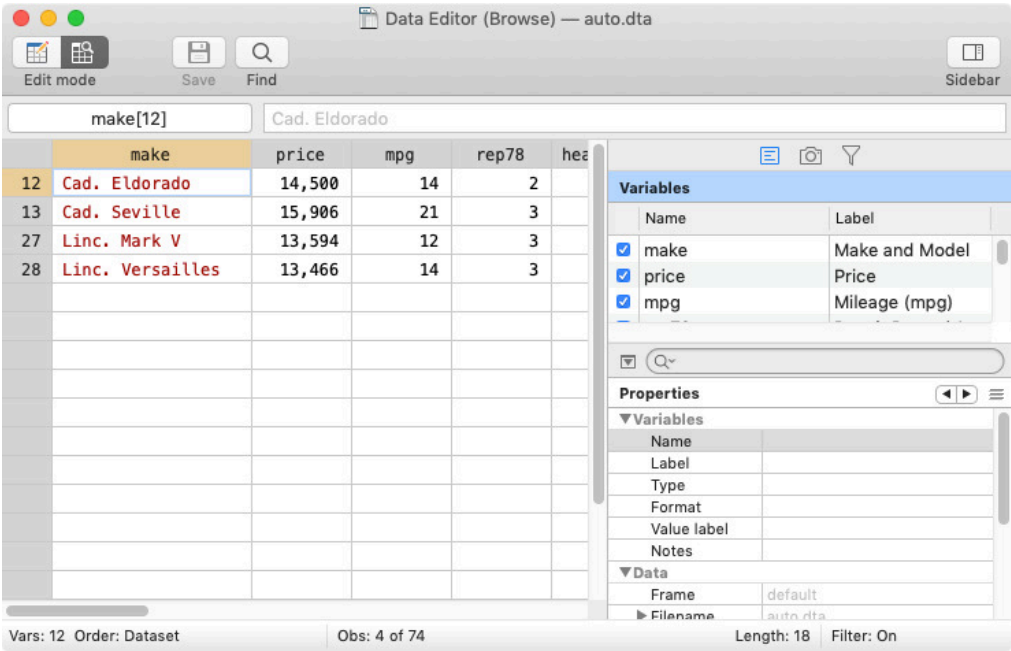 Data Editor (Browse) — auto.dta
Edit mode Save Find Sidebar
make[12] Cad. Eldorado
make price mpg rep78 hea
12 Cad. Eldorado 14,500 14 2
13 Cad. Seville 15,906 21 3
27 Linc. Mark V 13,594 12 3
28 Linc. Versailles 13,466 14 3
Variables
Name Label
make Make and Model
price Price
mpg Mileage (mpg)
Properties
Variables
Name
Label
Type
Format
Value label
Notes
Data
Frame default
Filename auto.dta
Vars: 12 Order: Dataset Obs: 4 of 74 Length: 18 Filter: On